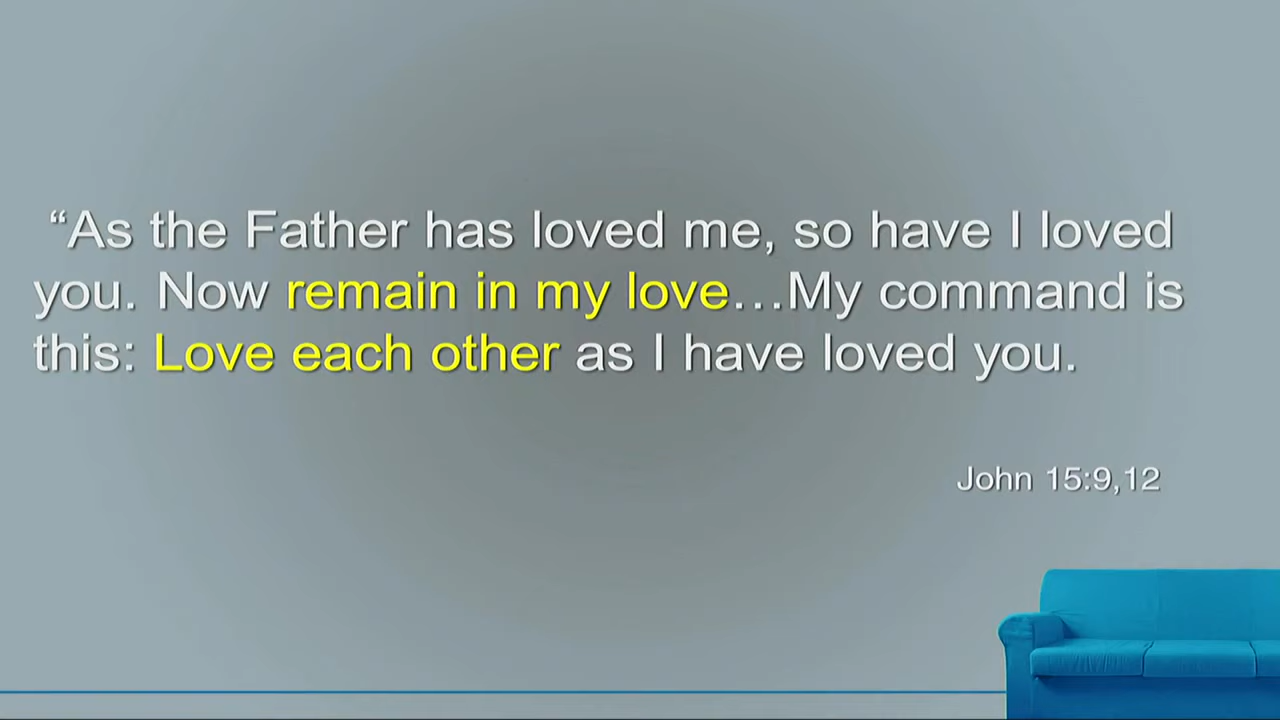 “As the Father has loved me, so have I loved
you. Now remain in my love…My command is
this: Love each other as I have loved you.
John 15:9,12